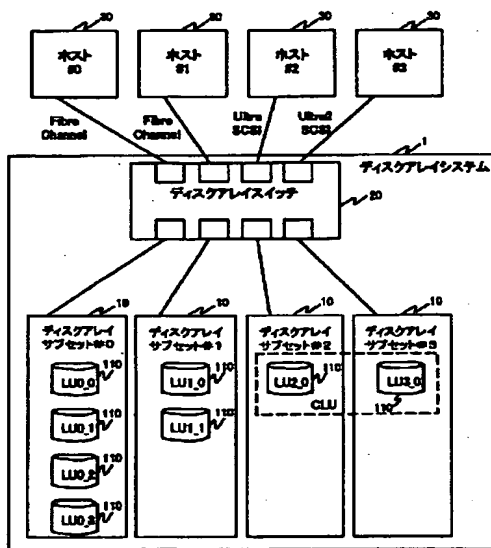 30 30 30 30
ホスト ホスト ホスト ホスト
#0 #1 #2 #3
Fibre Fibre Ultra Ultra2
Channel Channel SCSI SCSI
1
ディスクアレイシステム
ディスクアレイスイッチ
20
10 10 10 10
ディスクアレイ ディスクアレイ ディスクアレイ ディスクアレイ
サブセット#0 サブセット#1 サブセット#2 サブセット#3
110 110 110
LU0_0 LU1_0 LU2_0 LU3_0
110 110 CLU 110
LU0_1 LU1_1
110
LU0_2
110
LU0_3